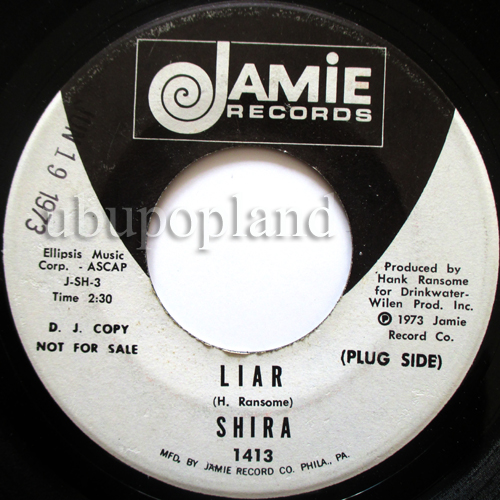 JAMIE
RECORDS
JUN 19 1973
abupopland
Ellipsis Music
Corp. - ASCAP
J-SH-3
Time 2:30
D. J. COPY
NOT FOR SALE
Produced by
Hank Ransome
for Drinkwater-
Wilen Prod. Inc.
℗ 1973 Jamie
Record Co.
(PLUG SIDE)
LIAR
(H. Ransome)
SHIRA
1413
MFD. BY JAMIE RECORD CO. PHILA., PA.